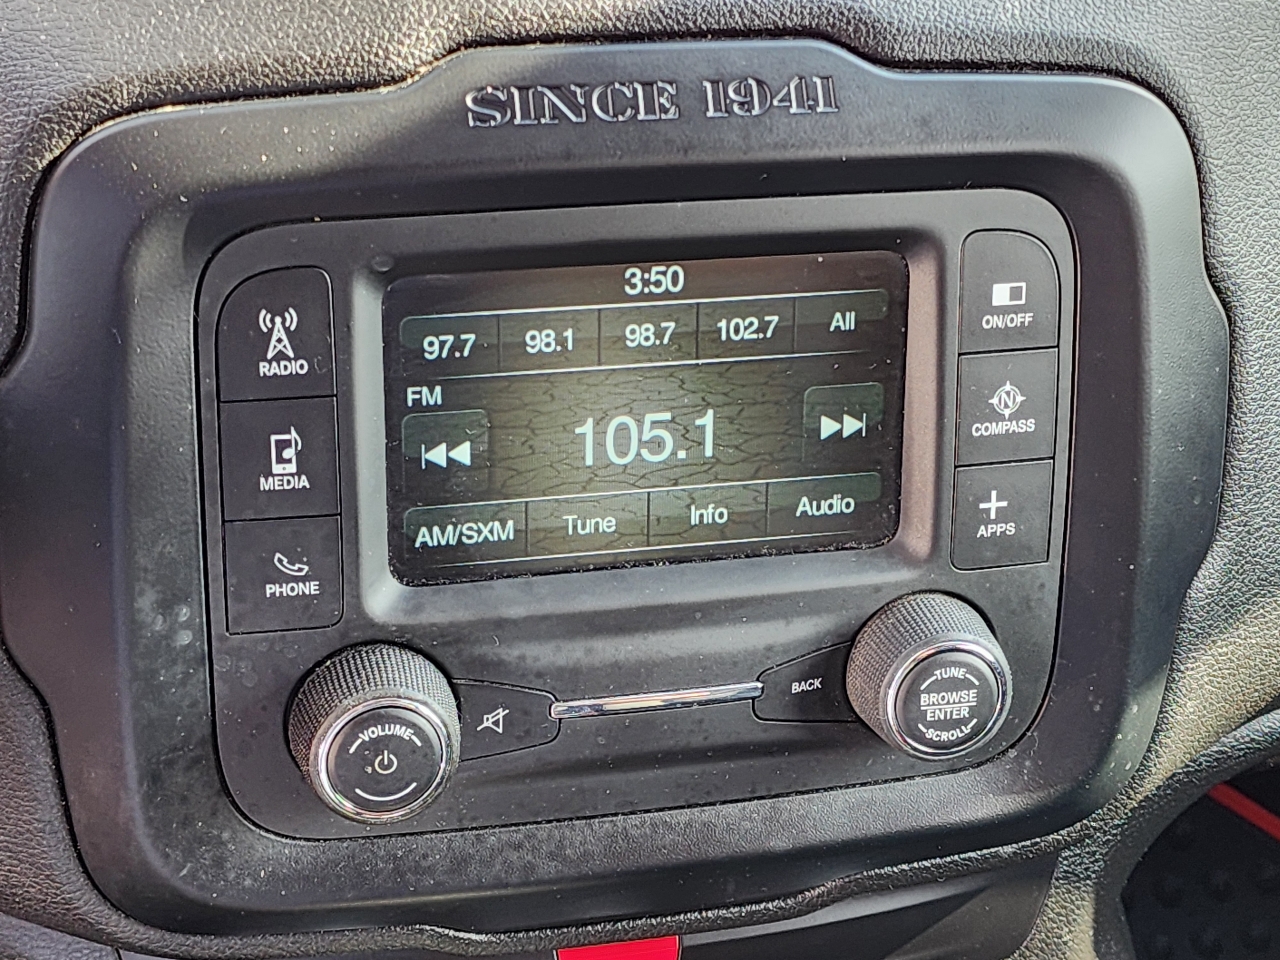 SINCE 1941
3:50
97.7 98.1 98.7 102.7 All
FM
105.1
AM/SXM Tune Info Audio
RADIO
MEDIA
PHONE
ON/OFF
N
COMPASS
APPS
VOLUME
BACK
TUNE
BROWSE
ENTER
SCROLL